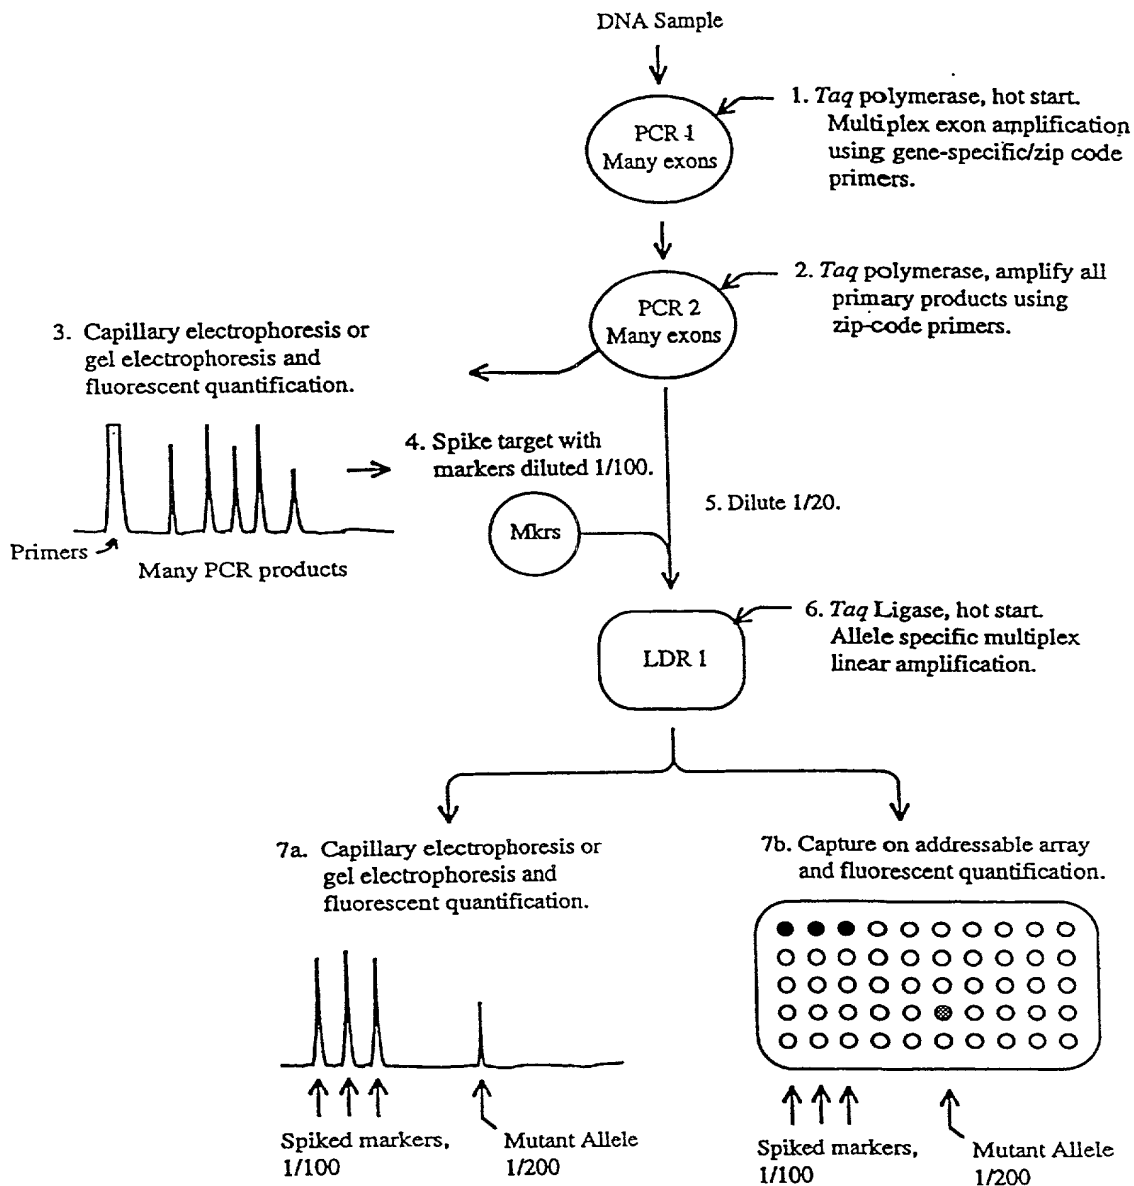 DNA Sample
PCR 1
Many exons
1. Taq polymerase, hot start.
Multiplex exon amplification
using gene-specific/zip code
primers.
PCR 2
Many exons
2. Taq polymerase, amplify all
primary products using
zip-code primers.
3. Capillary electrophoresis or
gel electrophoresis and
fluorescent quantification.
Primers
Many PCR products
4. Spike target with
markers diluted 1/100.
Mkrs
5. Dilute 1/20.
LDR 1
6. Taq Ligase, hot start.
Allele specific multiplex
linear amplification.
7a. Capillary electrophoresis or
gel electrophoresis and
fluorescent quantification.
Spiked markers,
1/100
Mutant Allele
1/200
7b. Capture on addressable array
and fluorescent quantification.
Spiked markers,
1/100
Mutant Allele
1/200